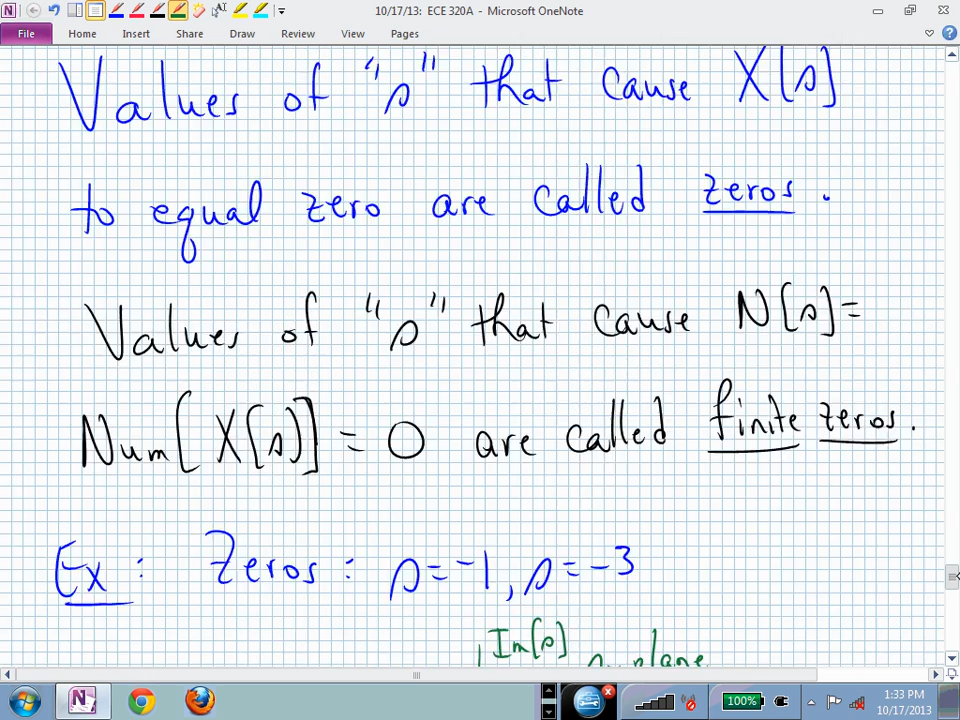 10/17/13: ECE 320A - Microsoft OneNote
File Home Insert Share Draw Review View Pages
Values of "s" that cause X[s]
to equal zero are called zeros.
Values of "s" that cause N[s]=
Num[X[s]] = 0 are called finite zeros.
Ex: Zeros: s=-1, s=-3
Im[s] s-plane
100%
1:33 PM
10/17/2013